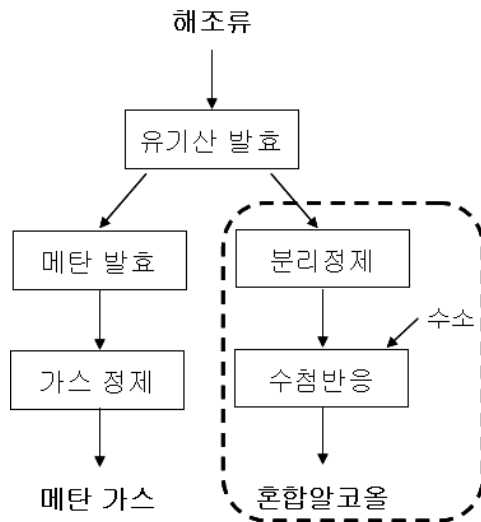 해조류
유기산 발효
메탄 발효
분리정제
수소
가스 정제
수첨반응
메탄 가스
혼합알코올